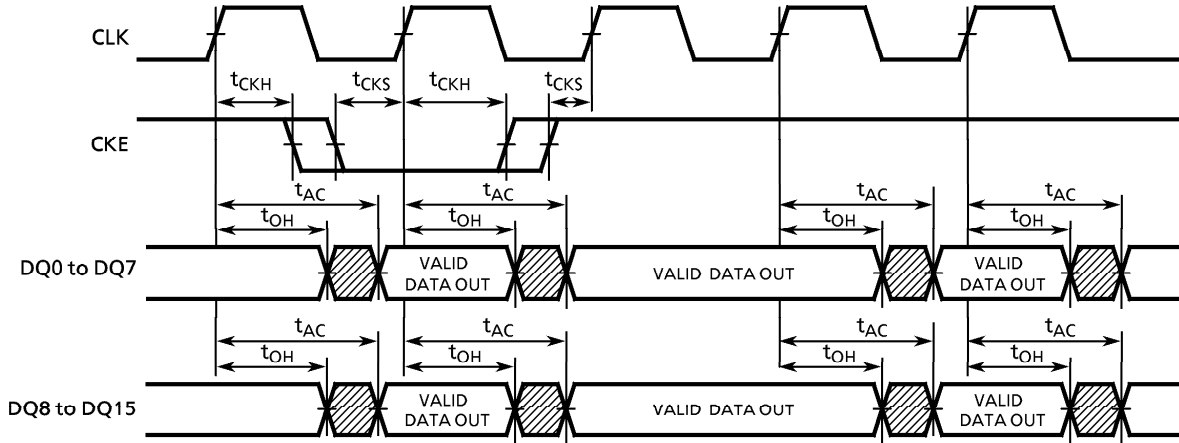 CLK
tCKH tCKS tCKH tCKS
CKE
tAC tAC tAC tAC
tOH tOH tOH tOH
DQ0 to DQ7
VALID DATA OUT
VALID DATA OUT
VALID DATA OUT
tAC tAC tAC tAC
tOH tOH tOH tOH
DQ8 to DQ15
VALID DATA OUT
VALID DATA OUT
VALID DATA OUT